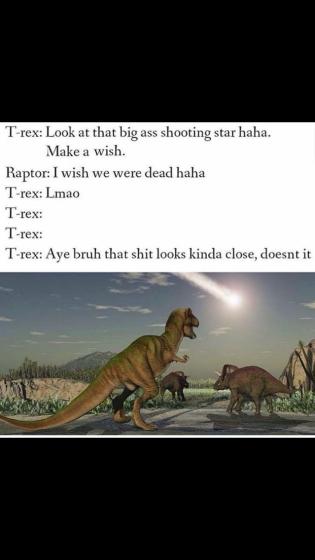 T-rex: Look at that big ass shooting star haha.
Make a wish.
Raptor: I wish we were dead haha
T-rex: Lmao
T-rex:
T-rex:
T-rex: Aye bruh that shit looks kinda close, doesnt it